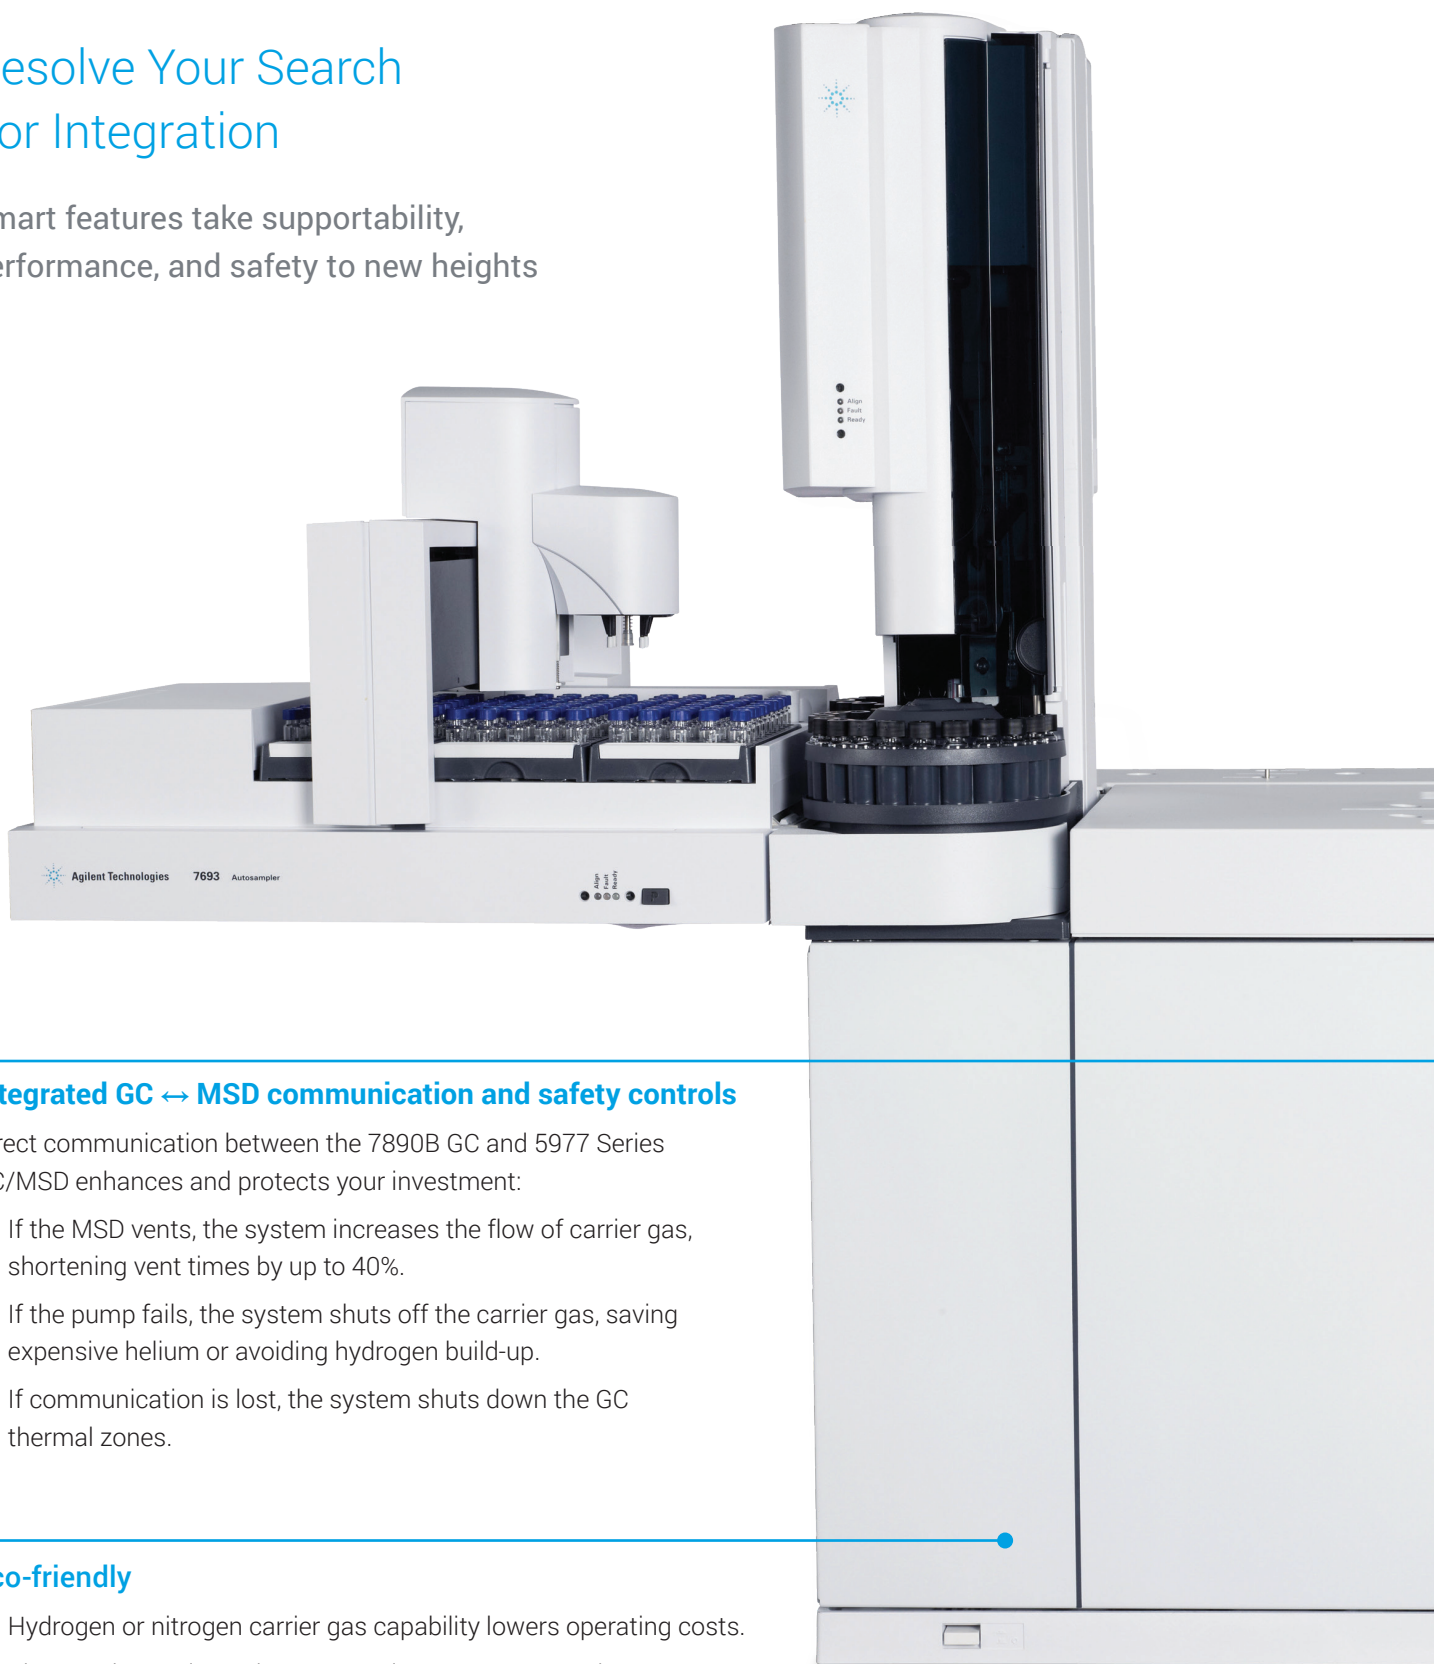 esolve Your Search
or Integration
mart features take supportability,
erformance, and safety to new heights
Align
Fault
Ready
Agilent Technologies 7693 Autosampler
Align
Fault
Ready
tegrated GC ↔ MSD communication and safety controls
rect communication between the 7890B GC and 5977 Series
C/MSD enhances and protects your investment:
If the MSD vents, the system increases the flow of carrier gas,
shortening vent times by up to 40%.
If the pump fails, the system shuts off the carrier gas, saving
expensive helium or avoiding hydrogen build-up.
If communication is lost, the system shuts down the GC
thermal zones.
co-friendly
Hydrogen or nitrogen carrier gas capability lowers operating costs.